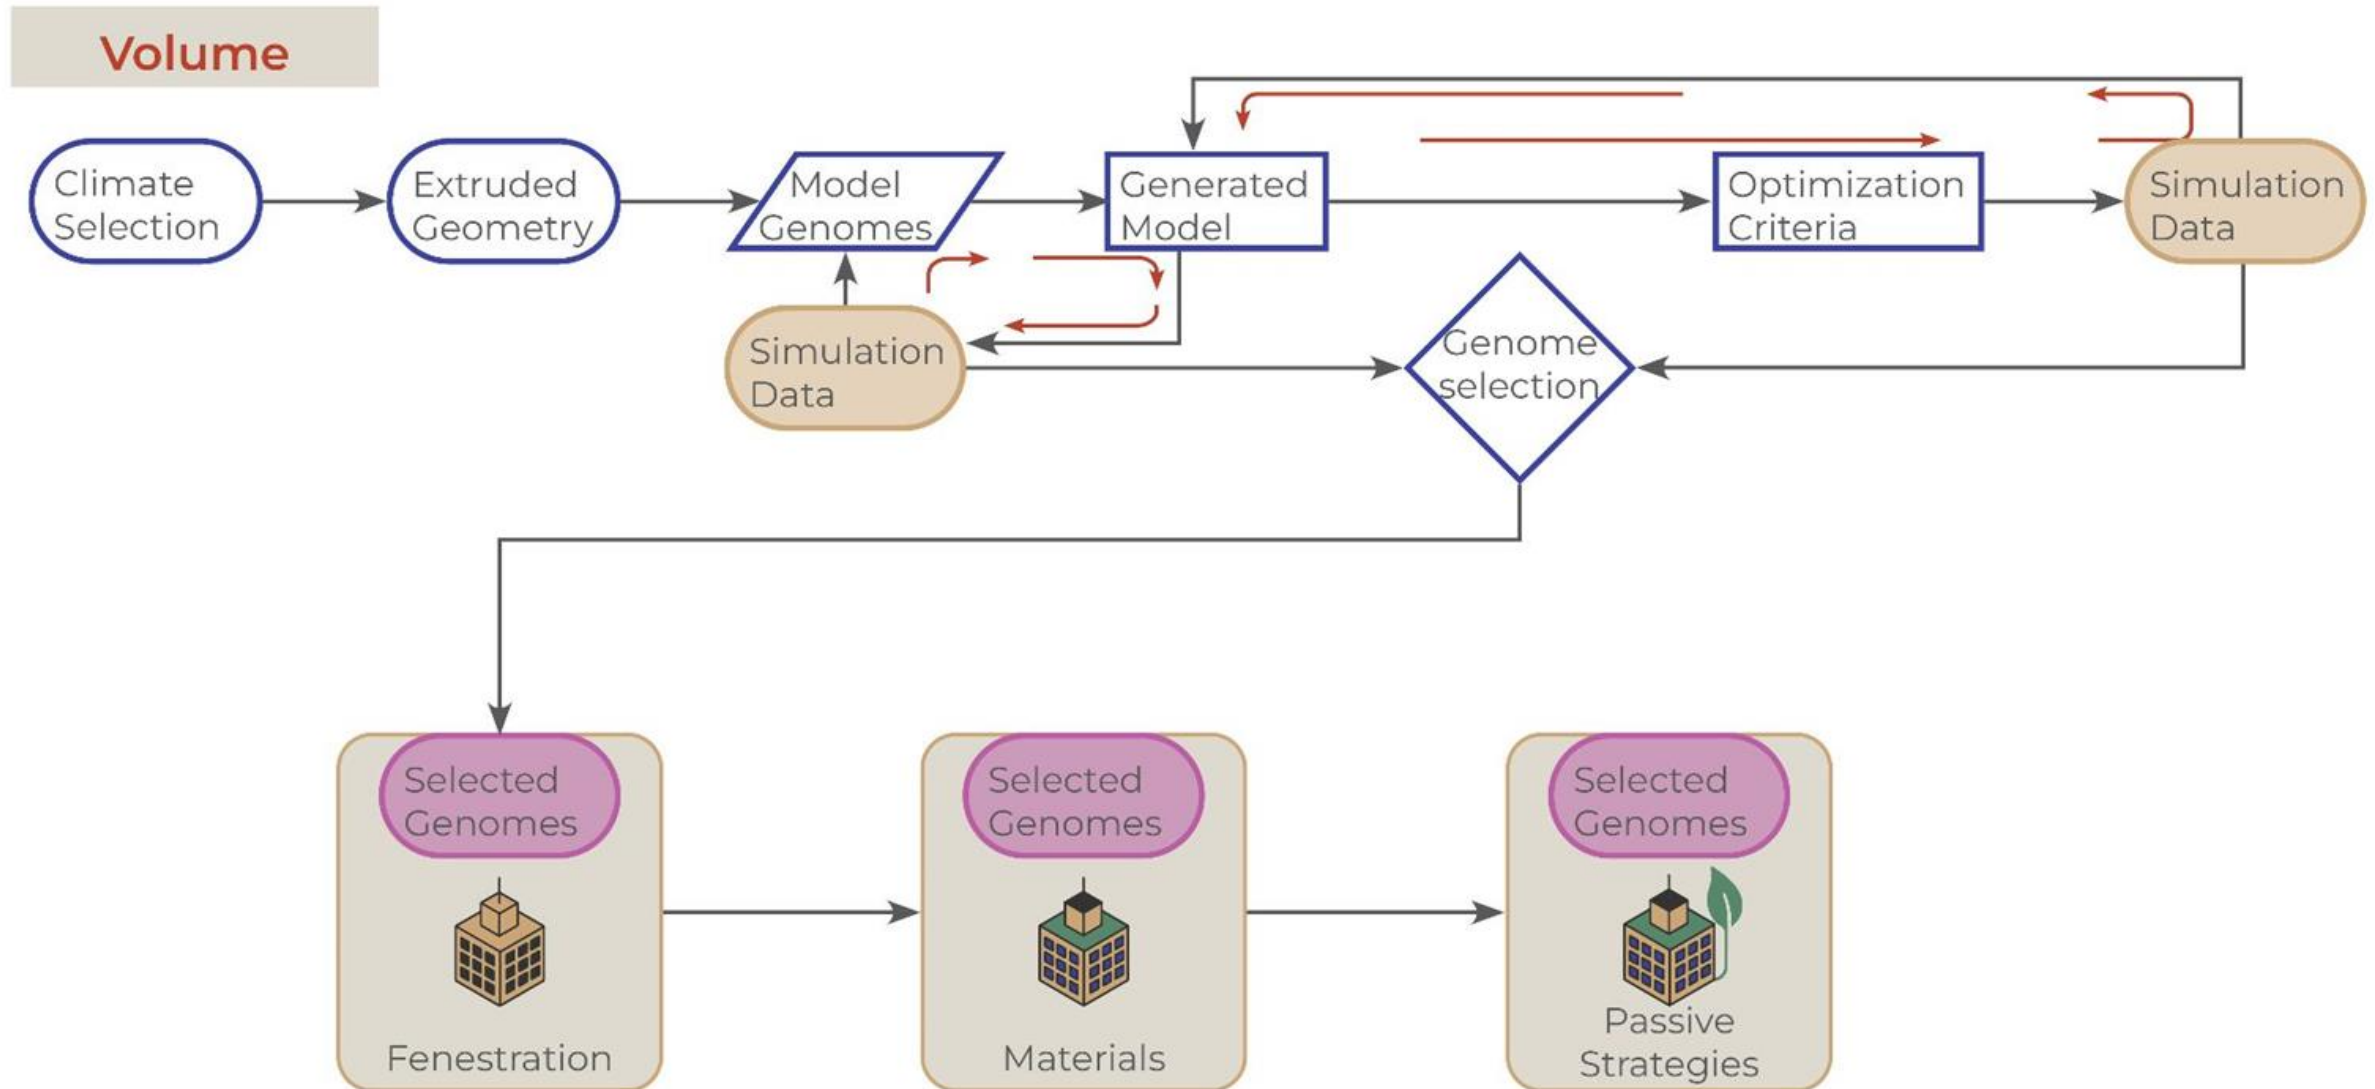 Volume
Climate
Selection
Extruded
Geometry
Model
Genomes
Generated
Model
Optimization
Criteria
Simulation
Data
Simulation
Data
Genome
selection
Selected
Genomes
Fenestration
Selected
Genomes
Materials
Selected
Genomes
Passive
Strategies